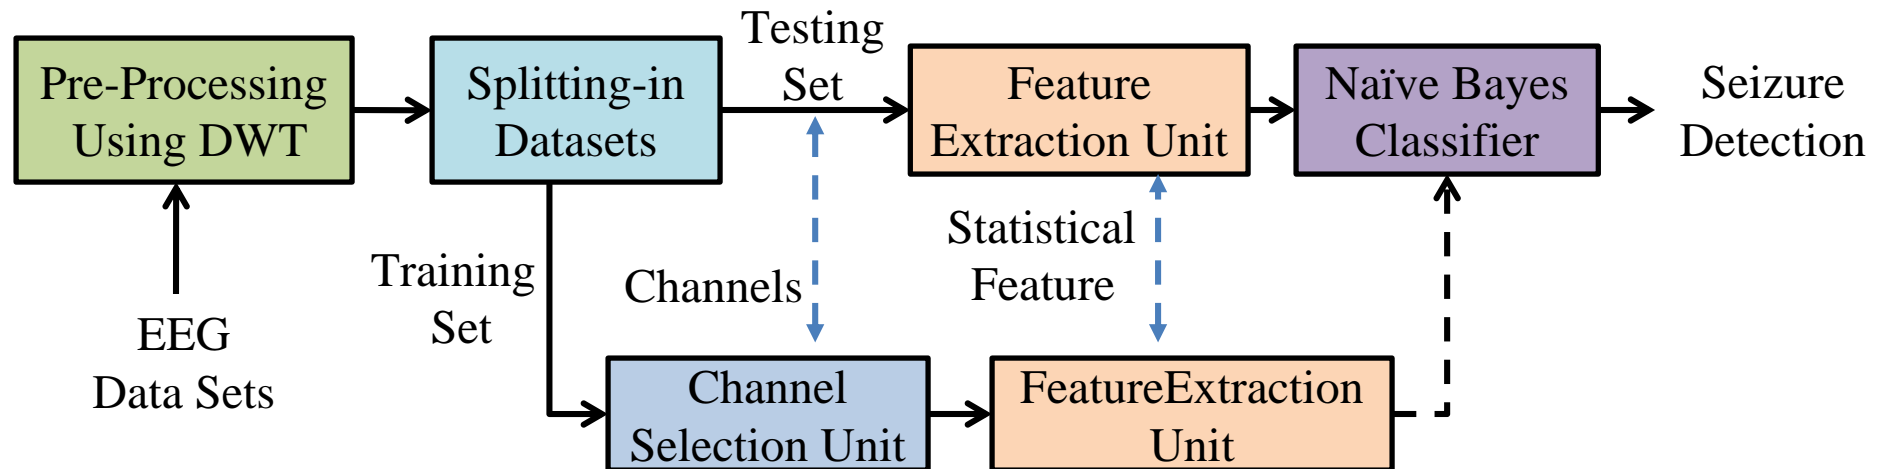 Pre-Processing
Using DWT
Splitting-in
Datasets
Testing
Set
Feature
Extraction Unit
Naïve Bayes
Classifier
Seizure
Detection
EEG
Data Sets
Training
Set
Channels
Statistical
Feature
Channel
Selection Unit
FeatureExtraction
Unit